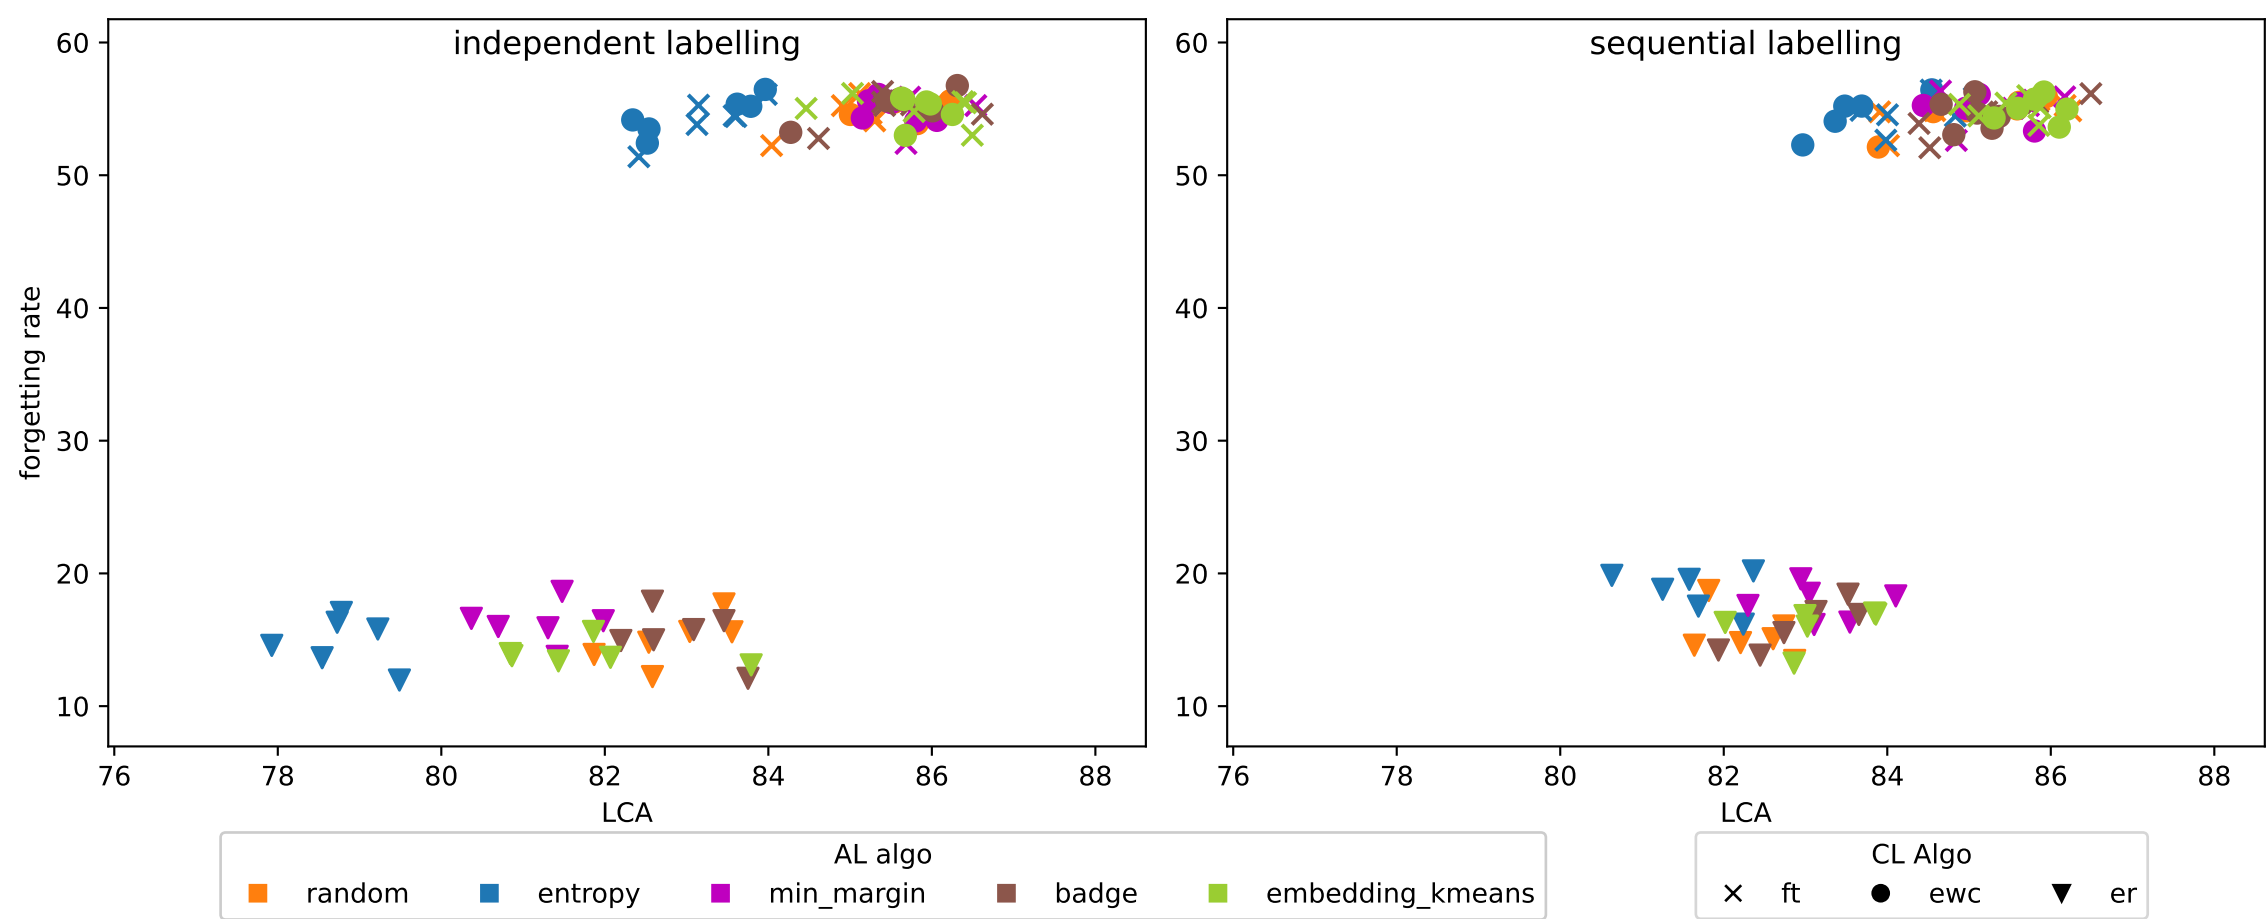 independent labelling
sequential labelling
60
50
40
30
20
10
forgetting rate
76 78 80 82 84 86 88
LCA
60
50
40
30
20
10
76 78 80 82 84 86 88
LCA
AL algo
random entropy min_margin badge embedding_kmeans
CL Algo
ft ewc er